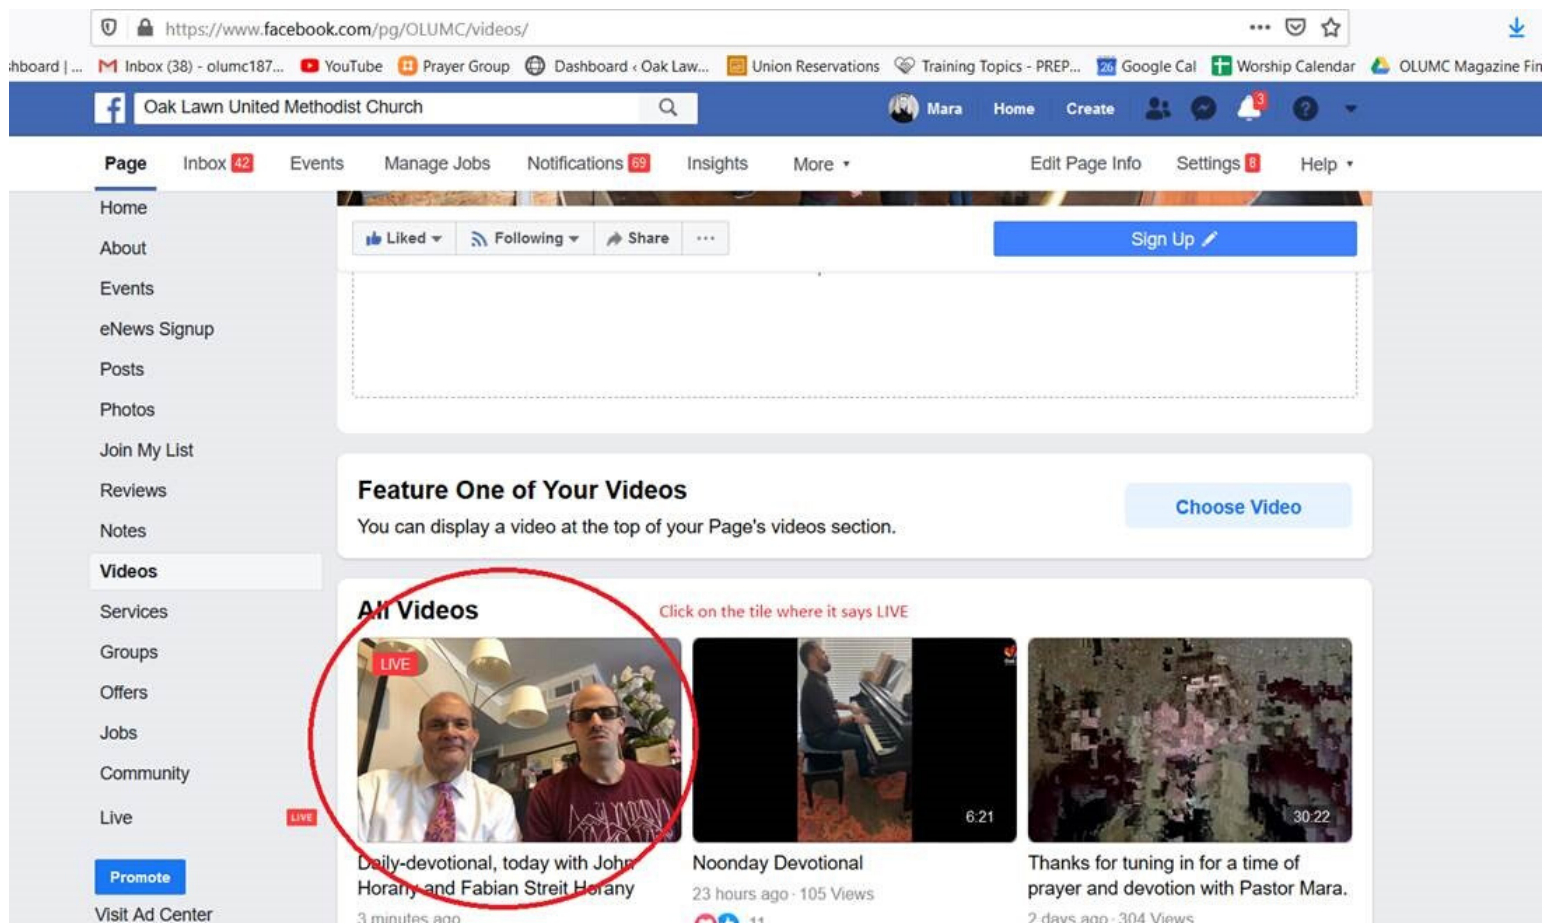 https://www.facebook.com/pg/OLUMC/videos/
shboard | ... Inbox (38) - olumc187... YouTube Prayer Group Dashboard ‹ Oak Law... Union Reservations Training Topics - PREP... 26 Google Cal Worship Calendar OLUMC Magazine Fin
Oak Lawn United Methodist Church Mara Home Create 3
Page Inbox 42 Events Manage Jobs Notifications 69 Insights More Edit Page Info Settings 8 Help
Home
About
Events
eNews Signup
Posts
Photos
Join My List
Reviews
Notes
Videos
Services
Groups
Offers
Jobs
Community
Live LIVE
Promote
Visit Ad Center
Liked Following Share ... Sign Up
Feature One of Your Videos
You can display a video at the top of your Page's videos section.
Choose Video
All Videos
Click on the tile where it says LIVE
LIVE
Daily-devotional, today with John
Horany and Fabian Streit Horany
3 minutes ago
6:21
Noonday Devotional
23 hours ago · 105 Views
11
30:22
Thanks for tuning in for a time of
prayer and devotion with Pastor Mara.
2 days ago · 304 Views